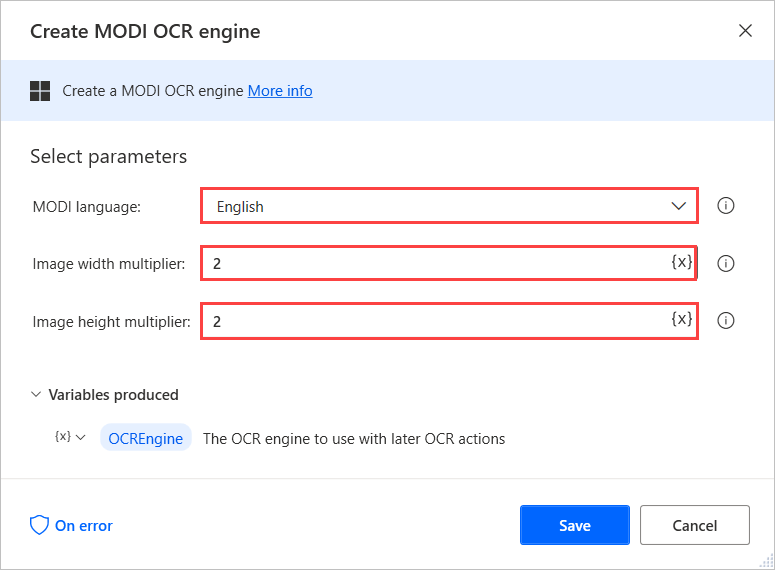 Create MODI OCR engine
Create a MODI OCR engine More info
Select parameters
MODI language: English
Image width multiplier: 2 {x}
Image height multiplier: 2 {x}
Variables produced
{x} OCREngine The OCR engine to use with later OCR actions
On error Save Cancel